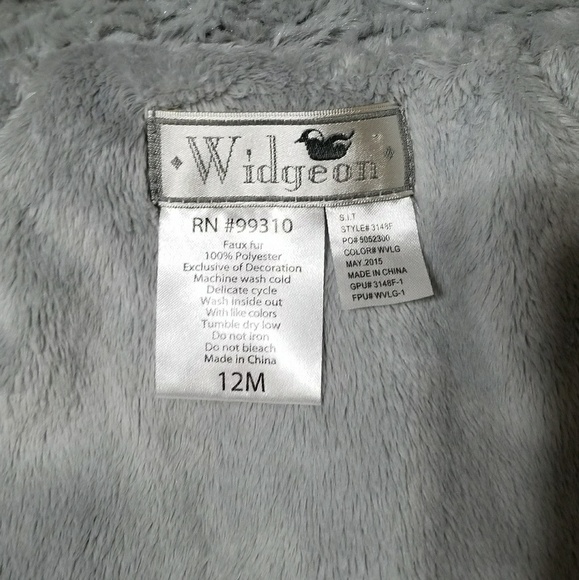 Widgeon
RN #99310
Faux fur
100% Polyester
Exclusive of Decoration
Machine wash cold
Delicate cycle
Wash inside out
With like colors
Tumble dry low
Do not iron
Do not bleach
Made in China
12M
S.I.T
STYLE# 3148F
PO# 5052300
COLOR# WVLG
MAY.2015
MADE IN CHINA
GPU# 3148F-1
FPU# WVLG-1